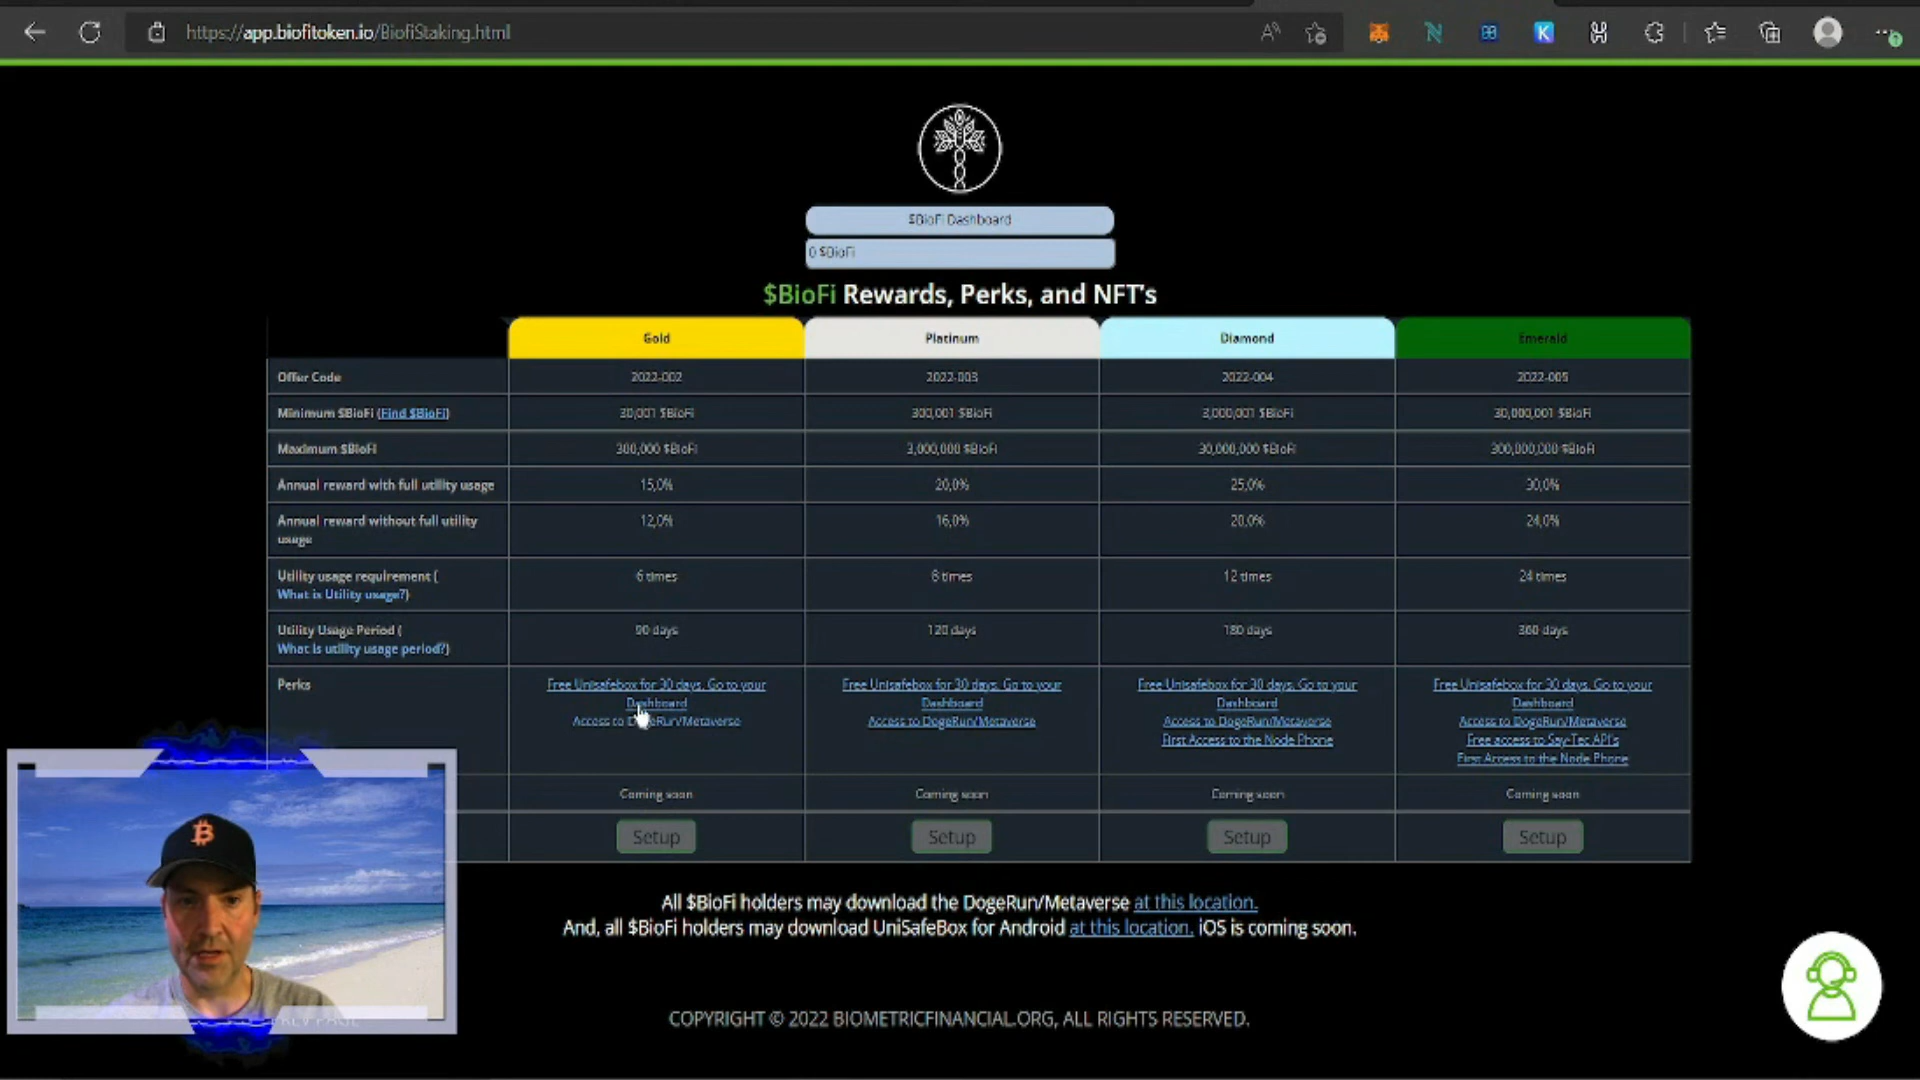 https://app.biofitoken.io/BiofiStaking.html
$BioFi Dashboard
0 $BioFi
$BioFi Rewards, Perks, and NFT's
Gold Platinum Diamond Emerald
Offer Code 2022-002 2022-003 2022-004 2022-005
Minimum $BioFi (Find $BioFi) 30,001 $BioFi 300,001 $BioFi 3,000,001 $BioFi 30,000,001 $BioFi
Maximum $BioFi 300,000 $BioFi 3,000,000 $BioFi 30,000,000 $BioFi 300,000,000 $BioFi
Annual reward with full utility usage 15,0% 20,0% 25,0% 30,0%
Annual reward without full utility 12,0% 16,0% 20,0% 24,0%
usage
Utility usage requirement ( 6 times 8 times 12 times 24 times
What is Utility usage?)
Utility Usage Period ( 90 days 120 days 180 days 360 days
What is utility usage period?)
Perks Free Unisafebox for 30 days. Go to your Free Unisafebox for 30 days. Go to your Free Unisafebox for 30 days. Go to your Free Unisafebox for 30 days. Go to your
Dashboard Dashboard Dashboard Dashboard
Access to DogeRun/Metaverse Access to DogeRun/Metaverse Access to DogeRun/Metaverse Access to DogeRun/Metaverse
First Access to the Node Phone Free access to Say-Tec API's
First Access to the Node Phone
Coming soon Coming soon Coming soon Coming soon
Setup Setup Setup Setup
All $BioFi holders may download the DogeRun/Metaverse at this location.
And, all $BioFi holders may download UniSafeBox for Android at this location. iOS is coming soon.
PREV PAGE
COPYRIGHT © 2022 BIOMETRICFINANCIAL.ORG, ALL RIGHTS RESERVED.